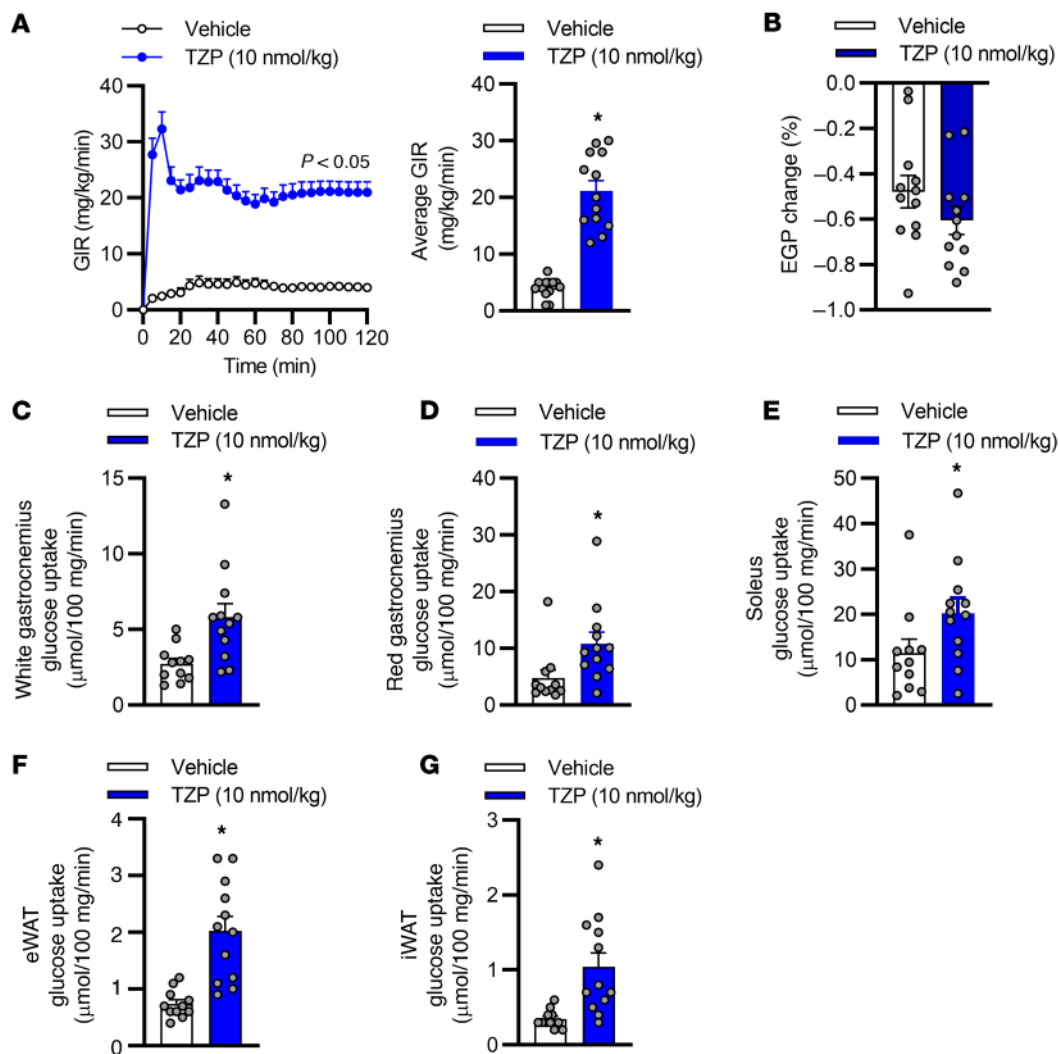 A
Vehicle
TZP (10 nmol/kg)
GIR (mg/kg/min)
40
30
20
10
0
P < 0.05
0 20 40 60 80 100 120
Time (min)
Vehicle
TZP (10 nmol/kg)
Average GIR
(mg/kg/min)
40
30
20
10
0
*
B
Vehicle
TZP (10 nmol/kg)
EGP change (%)
0.0
–0.2
–0.4
–0.6
–0.8
–1.0
C
Vehicle
TZP (10 nmol/kg)
White gastrocnemius
glucose uptake
(μmol/100 mg/min)
15
10
5
0
*
D
Vehicle
TZP (10 nmol/kg)
Red gastrocnemius
glucose uptake
(μmol/100 mg/min)
40
30
20
10
0
*
E
Vehicle
TZP (10 nmol/kg)
Soleus
glucose uptake
(μmol/100 mg/min)
50
40
30
20
10
0
*
F
Vehicle
TZP (10 nmol/kg)
eWAT
glucose uptake
(μmol/100 mg/min)
4
3
2
1
0
*
G
Vehicle
TZP (10 nmol/kg)
iWAT
glucose uptake
(μmol/100 mg/min)
3
2
1
0
*